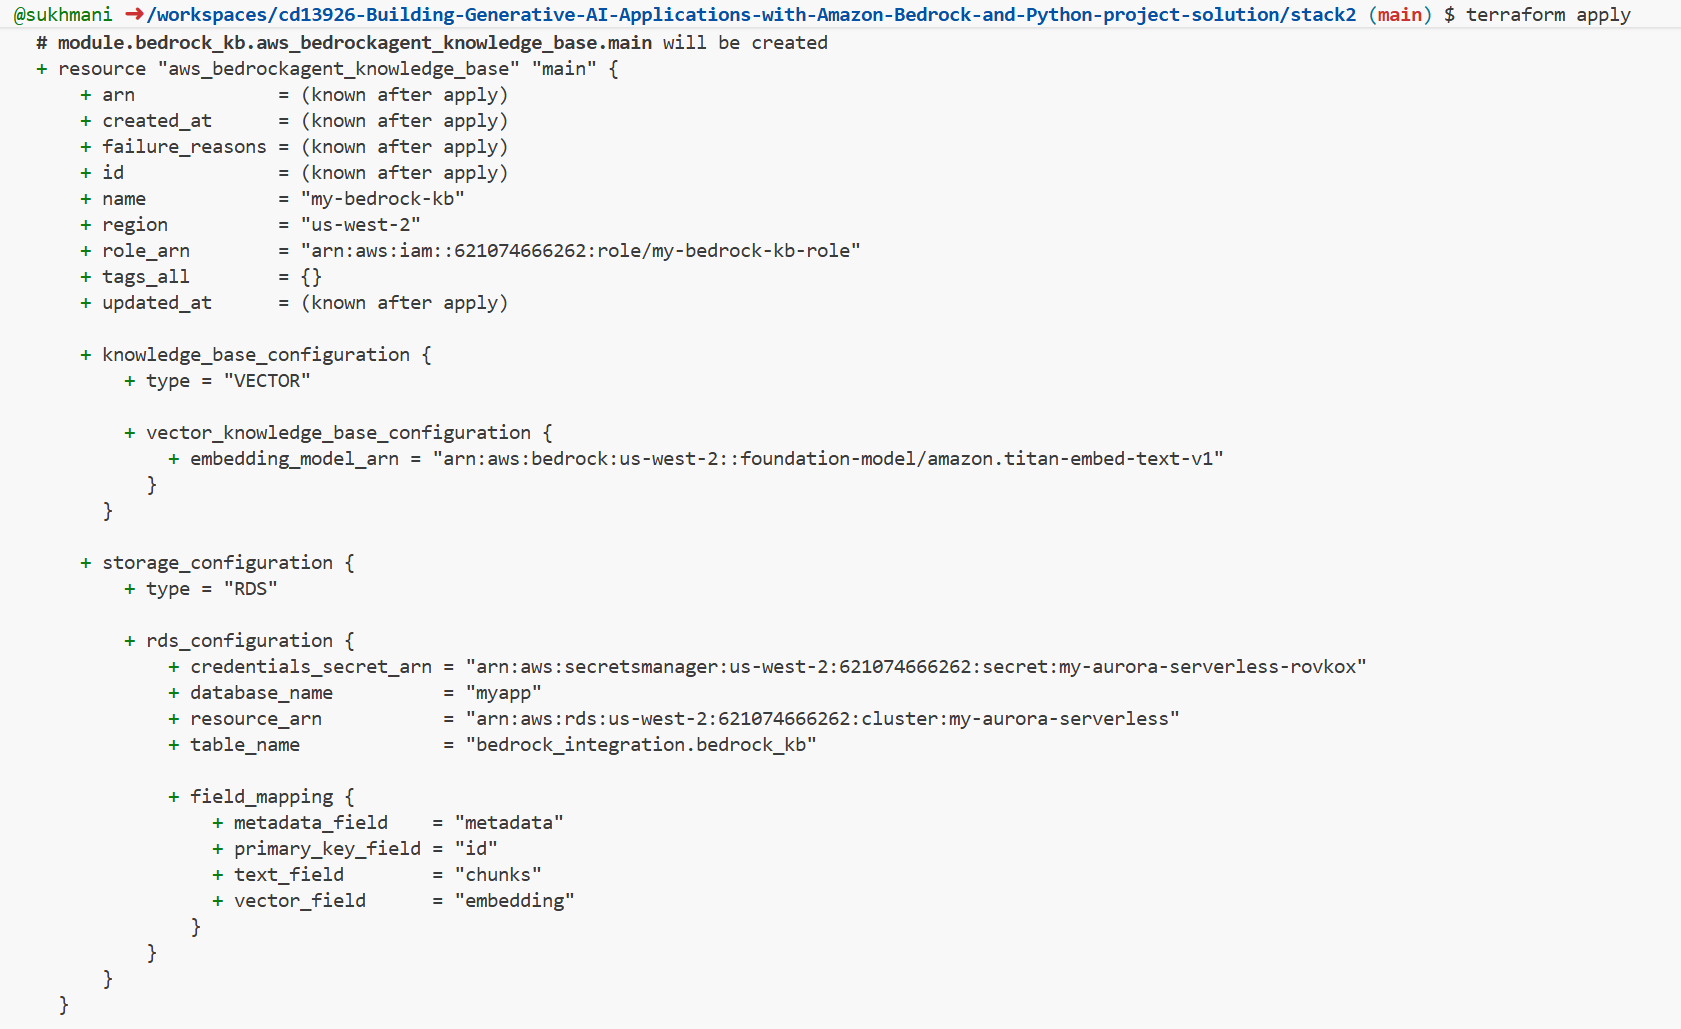 @sukhmani ➜/workspaces/cd13926-Building-Generative-AI-Applications-with-Amazon-Bedrock-and-Python-project-solution/stack2 (main) $ terraform apply
# module.bedrock_kb.aws_bedrockagent_knowledge_base.main will be created
+ resource "aws_bedrockagent_knowledge_base" "main" {
+ arn = (known after apply)
+ created_at = (known after apply)
+ failure_reasons = (known after apply)
+ id = (known after apply)
+ name = "my-bedrock-kb"
+ region = "us-west-2"
+ role_arn = "arn:aws:iam::621074666262:role/my-bedrock-kb-role"
+ tags_all = {}
+ updated_at = (known after apply)
+ knowledge_base_configuration {
+ type = "VECTOR"
+ vector_knowledge_base_configuration {
+ embedding_model_arn = "arn:aws:bedrock:us-west-2::foundation-model/amazon.titan-embed-text-v1"
}
}
+ storage_configuration {
+ type = "RDS"
+ rds_configuration {
+ credentials_secret_arn = "arn:aws:secretsmanager:us-west-2:621074666262:secret:my-aurora-serverless-rovkox"
+ database_name = "myapp"
+ resource_arn = "arn:aws:rds:us-west-2:621074666262:cluster:my-aurora-serverless"
+ table_name = "bedrock_integration.bedrock_kb"
+ field_mapping {
+ metadata_field = "metadata"
+ primary_key_field = "id"
+ text_field = "chunks"
+ vector_field = "embedding"
}
}
}
}